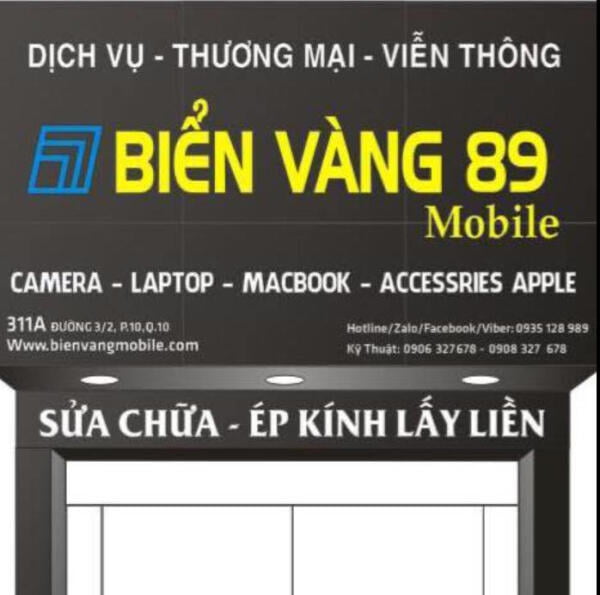 DỊCH VỤ - THƯƠNG MẠI - VIỄN THÔNG
BIỂN VÀNG 89
Mobile
CAMERA - LAPTOP - MACBOOK - ACCESSRIES APPLE
311A ĐƯỜNG 3/2, P.10,Q.10
Www.bienvangmobile.com
Hotline/Zalo/Facebook/Viber: 0935 128 989
Kỹ Thuật: 0906 327678 - 0908 327 678
SỬA CHỮA - ÉP KÍNH LẤY LIỀN